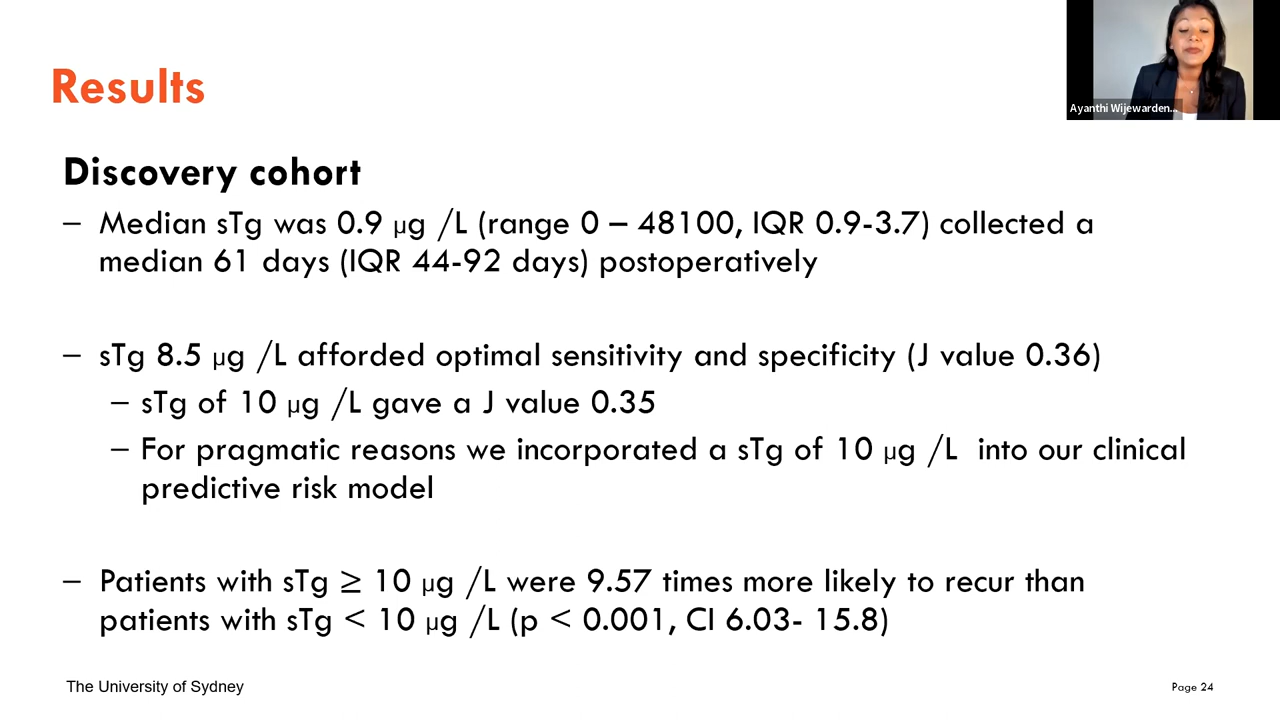 Results
Ayanthi Wijewarden...
Discovery cohort
– Median sTg was 0.9 µg /L (range 0 – 48100, IQR 0.9-3.7) collected a
median 61 days (IQR 44-92 days) postoperatively
– sTg 8.5 µg /L afforded optimal sensitivity and specificity (J value 0.36)
– sTg of 10 µg /L gave a J value 0.35
– For pragmatic reasons we incorporated a sTg of 10 µg /L into our clinical
predictive risk model
– Patients with sTg ≥ 10 µg /L were 9.57 times more likely to recur than
patients with sTg < 10 µg /L (p < 0.001, CI 6.03- 15.8)
The University of Sydney
Page 24